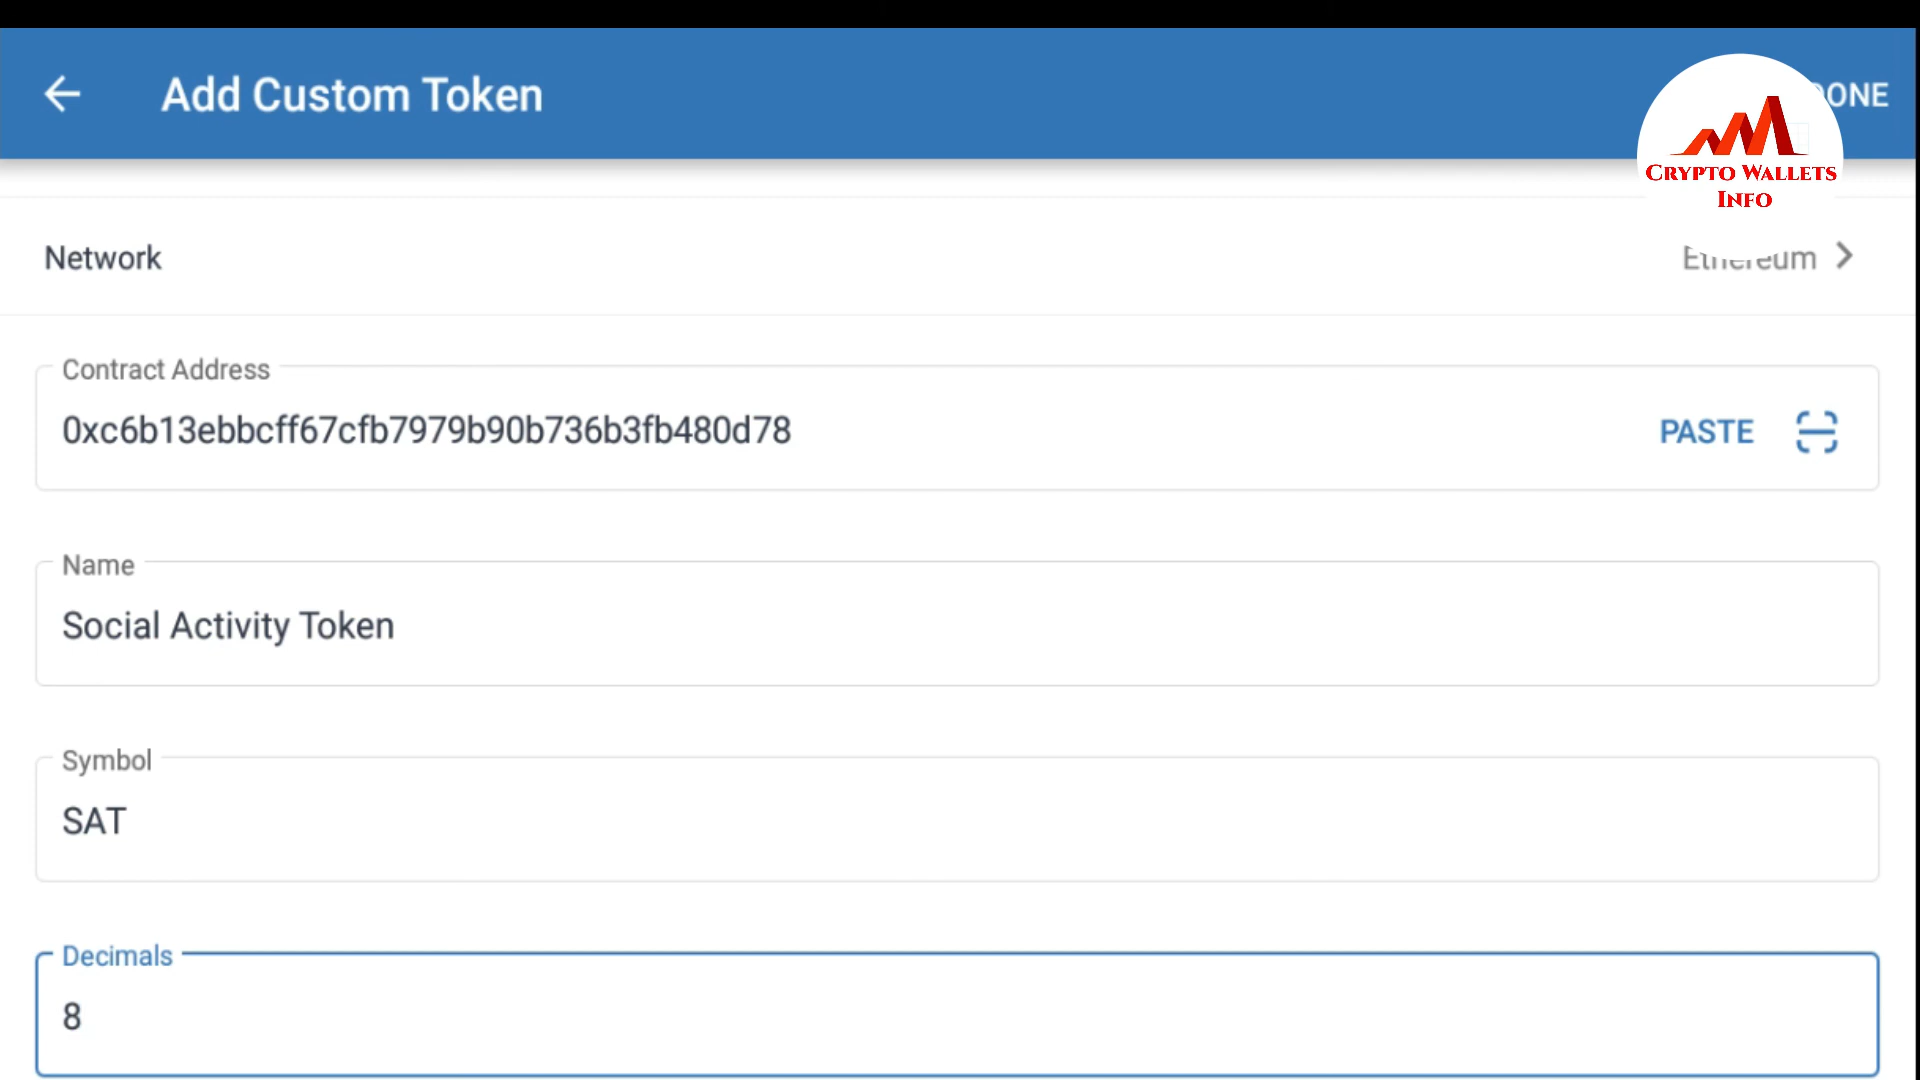 Add Custom Token
DONE
CRYPTO WALLETS
INFO
Network
Ethereum
Contract Address
0xc6b13ebbcff67cfb7979b90b736b3fb480d78
PASTE
Name
Social Activity Token
Symbol
SAT
Decimals
8